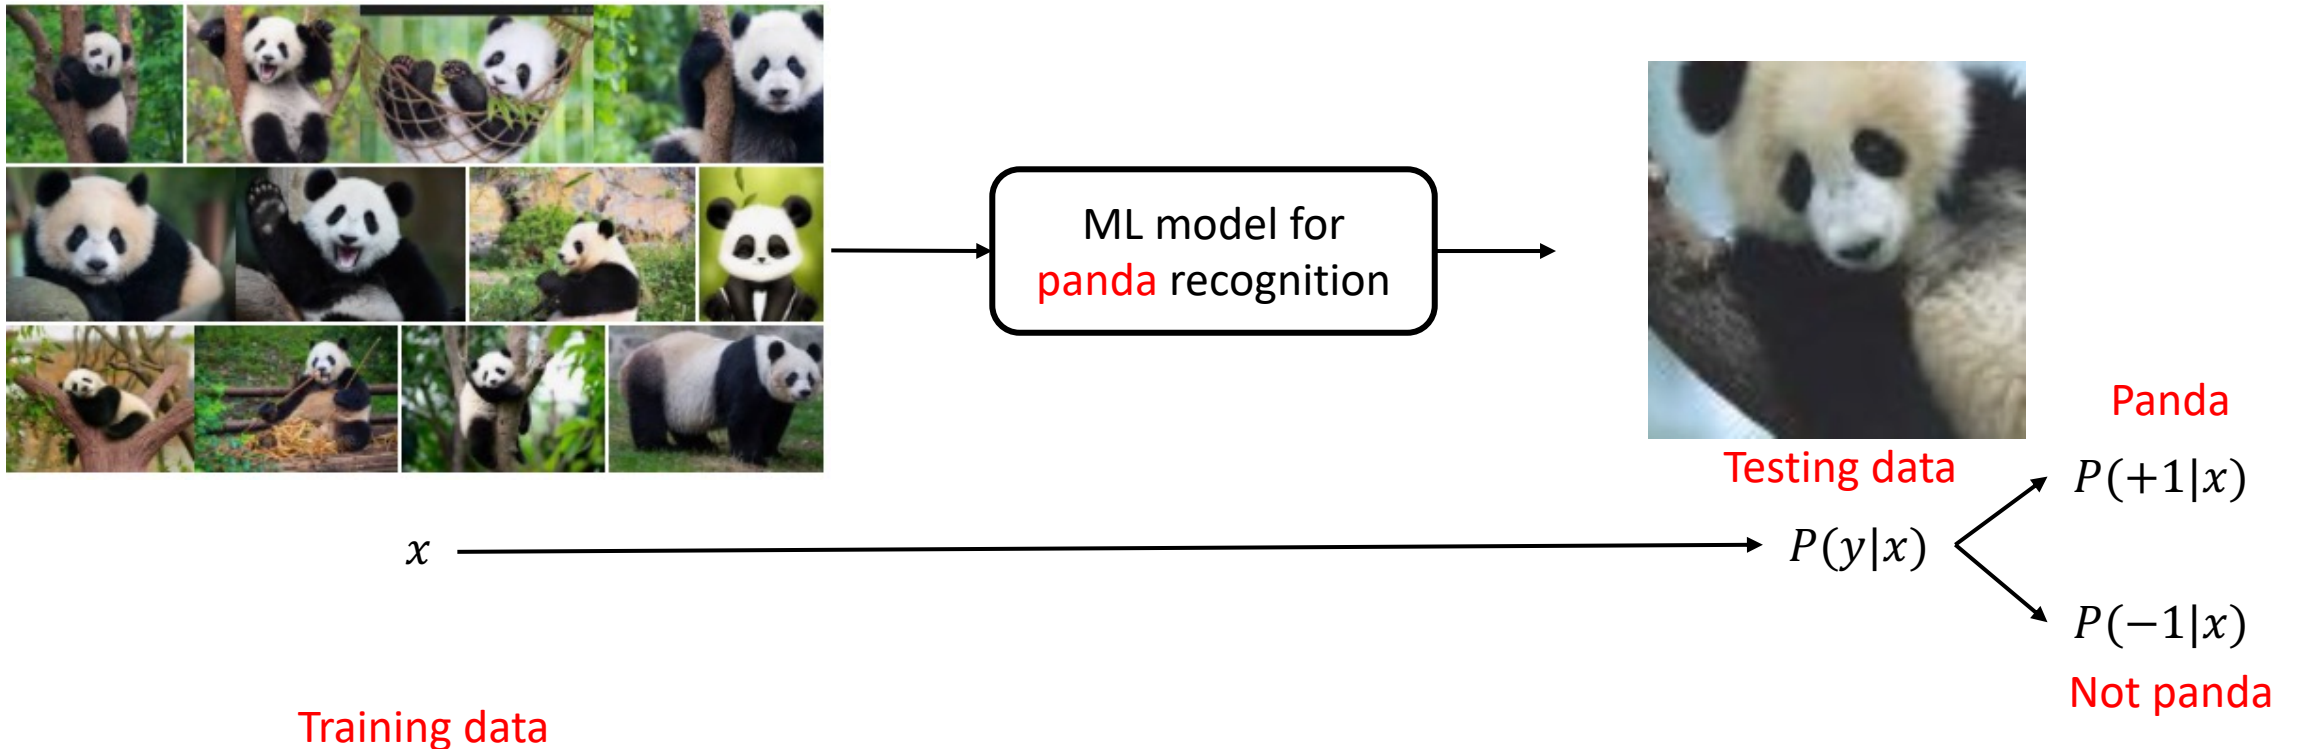 ML model for
panda recognition
Testing data
Panda
P(+1|x)
x
P(y|x)
P(−1|x)
Not panda
Training data